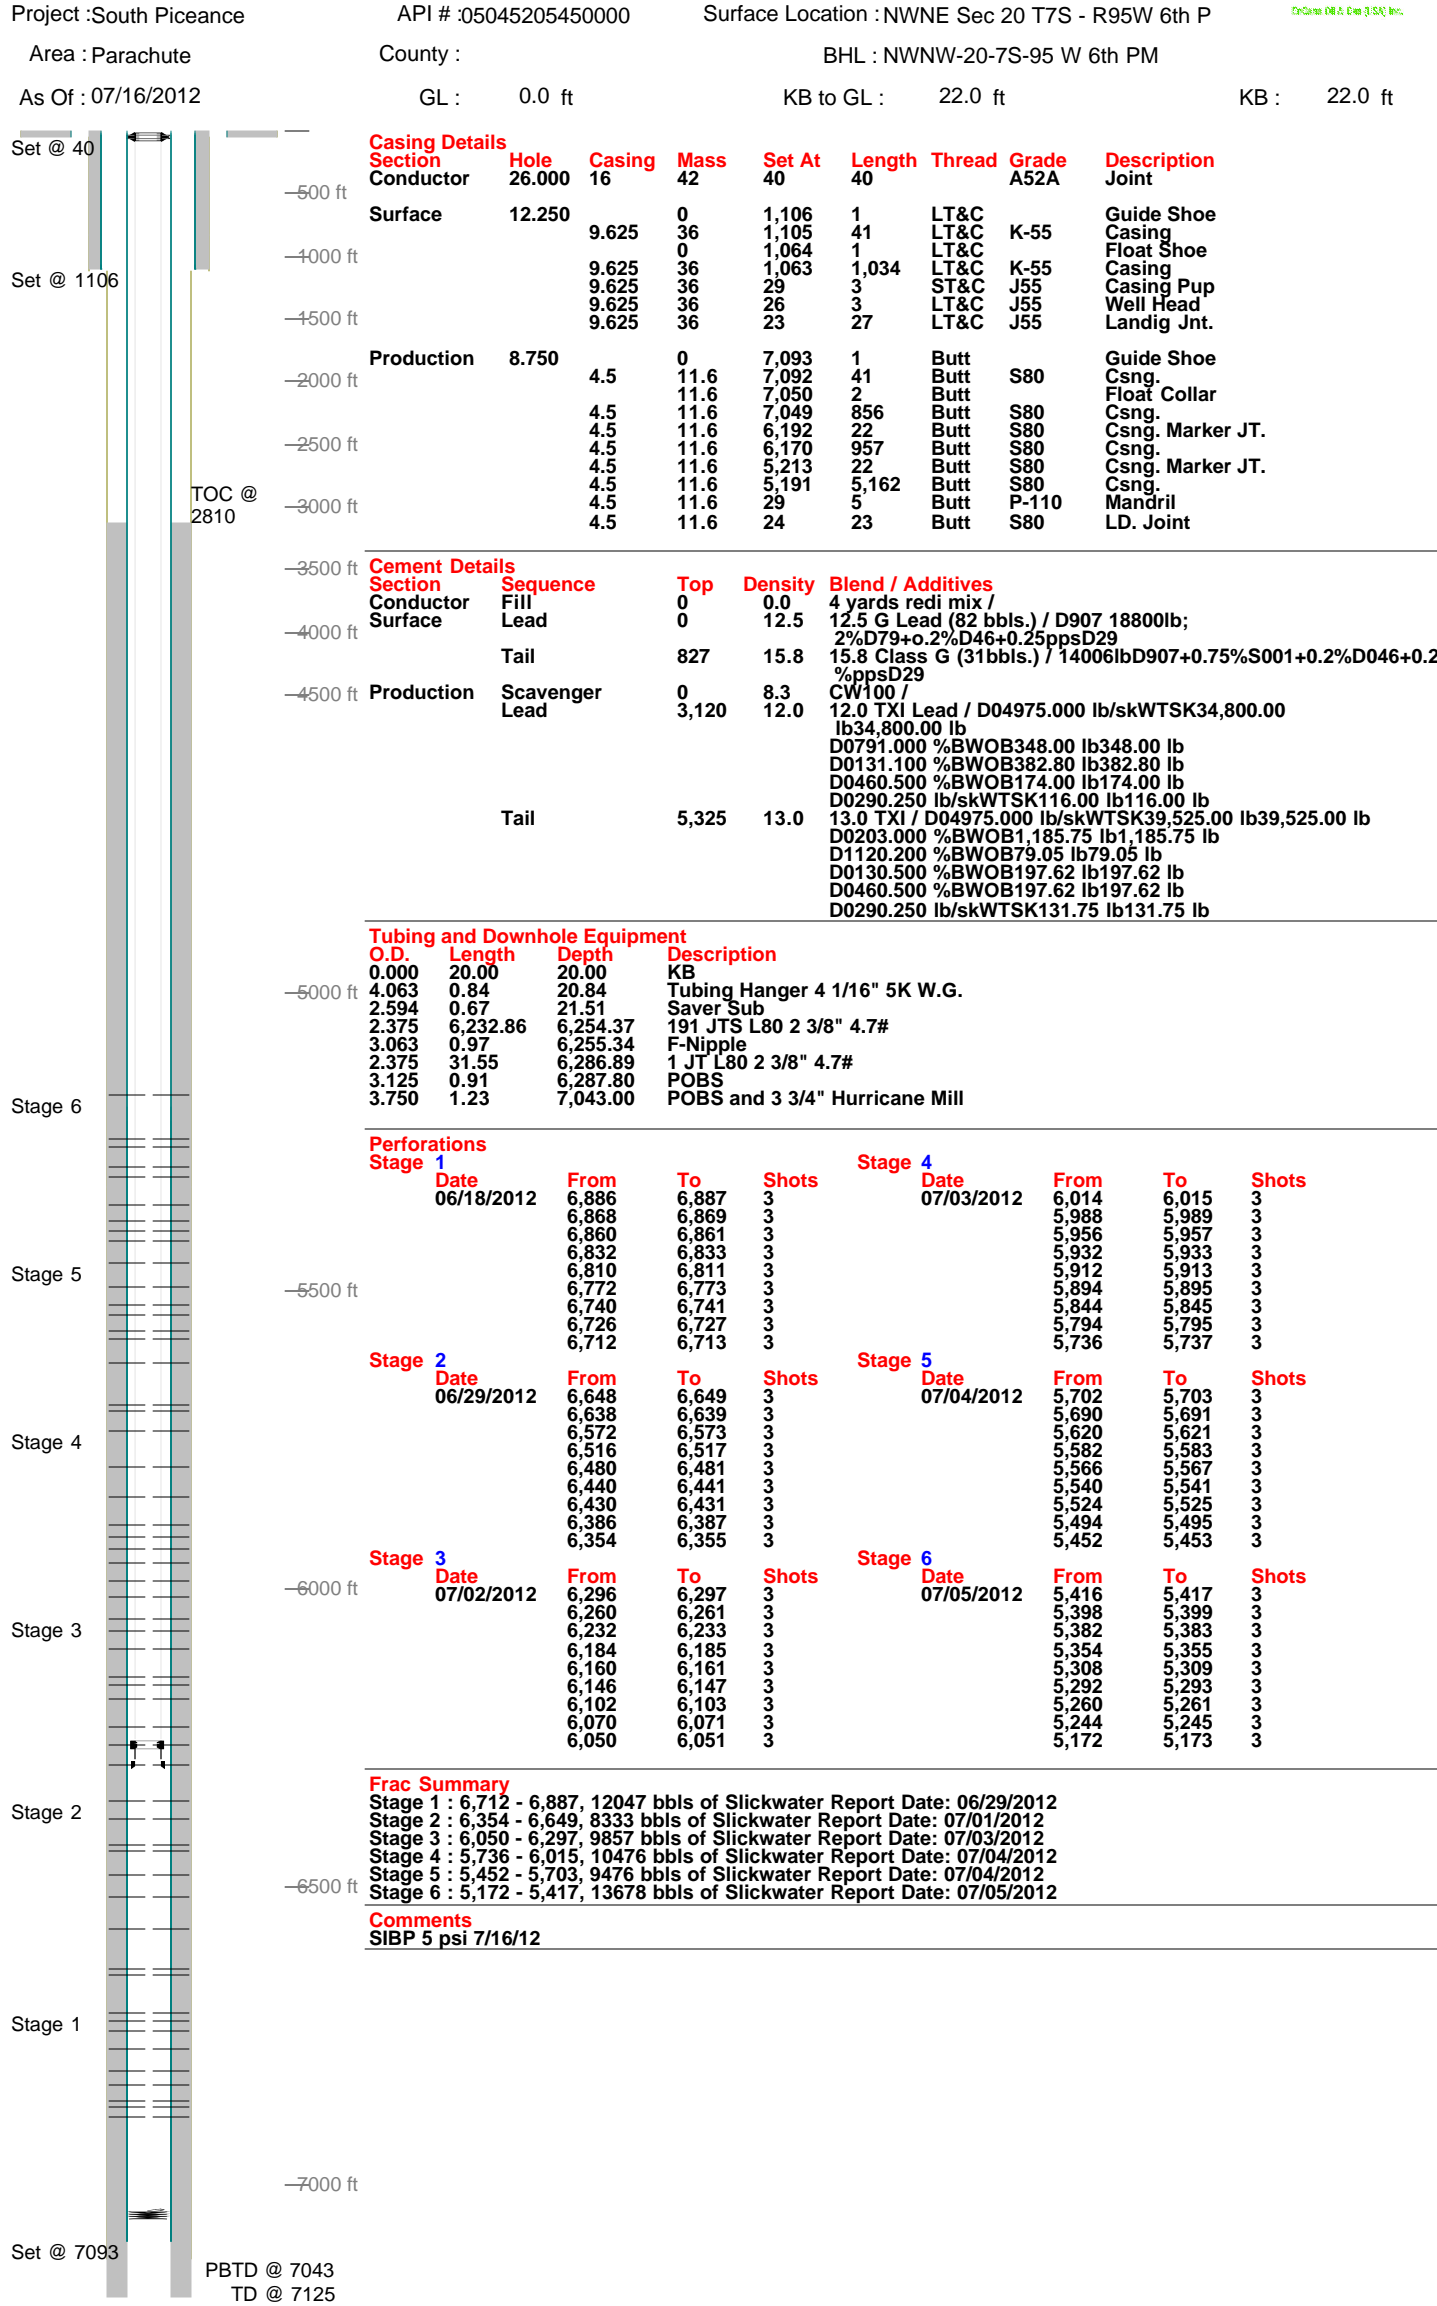 Project : South Piceance API # : 05045205450000 Surface Location : NWNE Sec 20 T7S - R95W 6th P
Area : Parachute County : BHL : NWNW-20-7S-95 W 6th PM
As Of : 07/16/2012 GL : 0.0 ft KB to GL : 22.0 ft KB : 22.0 ft
Set @ 40
Set @ 1106
TOC @
2810
Stage 6
Stage 5
Stage 4
Stage 3
Stage 2
Stage 1
Set @ 7093
PBTD @ 7043
TD @ 7125
500 ft
1000 ft
1500 ft
2000 ft
2500 ft
3000 ft
3500 ft
4000 ft
4500 ft
5000 ft
5500 ft
6000 ft
6500 ft
7000 ft
Casing Details
Section Hole Casing Mass Set At Length Thread Grade Description
Conductor 26.000 16 42 40 40 A52A Joint
Surface 12.250 0 1,106 1 LT&C Guide Shoe
9.625 36 1,105 41 LT&C K-55 Casing
0 1,064 1 LT&C Float Shoe
9.625 36 1,063 1,034 LT&C K-55 Casing
9.625 36 29 3 ST&C J55 Casing Pup
9.625 36 26 3 LT&C J55 Well Head
9.625 36 23 27 LT&C J55 Landig Jnt.
Production 8.750 0 7,093 1 Butt Guide Shoe
4.5 11.6 7,092 41 Butt S80 Csng.
11.6 7,050 2 Butt Float Collar
4.5 11.6 7,049 856 Butt S80 Csng.
4.5 11.6 6,192 22 Butt S80 Csng. Marker JT.
4.5 11.6 6,170 957 Butt S80 Csng.
4.5 11.6 5,213 22 Butt S80 Csng. Marker JT.
4.5 11.6 5,191 5,162 Butt S80 Csng.
4.5 11.6 29 5 Butt P-110 Mandril
4.5 11.6 24 23 Butt S80 LD. Joint
Cement Details
Section Sequence Top Density Blend / Additives
Conductor Fill 0 0.0 4 yards redi mix /
Surface Lead 0 12.5 12.5 G Lead (82 bbls.) / D907 18800lb;
2%D79+o.2%D46+0.25ppsD29
Tail 827 15.8 15.8 Class G (31bbls.) / 14006lbD907+0.75%S001+0.2%D046+0.2
%ppsD29
Production Scavenger 0 8.3 CW100 /
Lead 3,120 12.0 12.0 TXI Lead / D04975.000 lb/skWTSK34,800.00
lb34,800.00 lb
D0791.000 %BWOB348.00 lb348.00 lb
D0131.100 %BWOB382.80 lb382.80 lb
D0460.500 %BWOB174.00 lb174.00 lb
D0290.250 lb/skWTSK116.00 lb116.00 lb
Tail 5,325 13.0 13.0 TXI / D04975.000 lb/skWTSK39,525.00 lb39,525.00 lb
D0203.000 %BWOB1,185.75 lb1,185.75 lb
D1120.200 %BWOB79.05 lb79.05 lb
D0130.500 %BWOB197.62 lb197.62 lb
D0460.500 %BWOB197.62 lb197.62 lb
D0290.250 lb/skWTSK131.75 lb131.75 lb
Tubing and Downhole Equipment
O.D. Length Depth Description
0.000 20.00 20.00 KB
4.063 0.84 20.84 Tubing Hanger 4 1/16" 5K W.G.
2.594 0.67 21.51 Saver Sub
2.375 6,232.86 6,254.37 191 JTS L80 2 3/8" 4.7#
3.063 0.97 6,255.34 F-Nipple
2.375 31.55 6,286.89 1 JT L80 2 3/8" 4.7#
3.125 0.91 6,287.80 POBS
3.750 1.23 7,043.00 POBS and 3 3/4" Hurricane Mill
Perforations
Stage 1 Stage 4
Date From To Shots Date From To Shots
06/18/2012 6,886 6,887 3 07/03/2012 6,014 6,015 3
6,868 6,869 3 5,988 5,989 3
6,860 6,861 3 5,956 5,957 3
6,832 6,833 3 5,932 5,933 3
6,810 6,811 3 5,912 5,913 3
6,772 6,773 3 5,894 5,895 3
6,740 6,741 3 5,844 5,845 3
6,726 6,727 3 5,794 5,795 3
6,712 6,713 3 5,736 5,737 3
Stage 2 Stage 5
Date From To Shots Date From To Shots
06/29/2012 6,648 6,649 3 07/04/2012 5,702 5,703 3
6,638 6,639 3 5,690 5,691 3
6,572 6,573 3 5,620 5,621 3
6,516 6,517 3 5,582 5,583 3
6,480 6,481 3 5,566 5,567 3
6,440 6,441 3 5,540 5,541 3
6,430 6,431 3 5,524 5,525 3
6,386 6,387 3 5,494 5,495 3
6,354 6,355 3 5,452 5,453 3
Stage 3 Stage 6
Date From To Shots Date From To Shots
07/02/2012 6,296 6,297 3 07/05/2012 5,416 5,417 3
6,260 6,261 3 5,398 5,399 3
6,232 6,233 3 5,382 5,383 3
6,184 6,185 3 5,354 5,355 3
6,160 6,161 3 5,308 5,309 3
6,146 6,147 3 5,292 5,293 3
6,102 6,103 3 5,260 5,261 3
6,070 6,071 3 5,244 5,245 3
6,050 6,051 3 5,172 5,173 3
Frac Summary
Stage 1 : 6,712 - 6,887, 12047 bbls of Slickwater Report Date: 06/29/2012
Stage 2 : 6,354 - 6,649, 8333 bbls of Slickwater Report Date: 07/01/2012
Stage 3 : 6,050 - 6,297, 9857 bbls of Slickwater Report Date: 07/03/2012
Stage 4 : 5,736 - 6,015, 10476 bbls of Slickwater Report Date: 07/04/2012
Stage 5 : 5,452 - 5,703, 9476 bbls of Slickwater Report Date: 07/04/2012
Stage 6 : 5,172 - 5,417, 13678 bbls of Slickwater Report Date: 07/05/2012
Comments
SIBP 5 psi 7/16/12